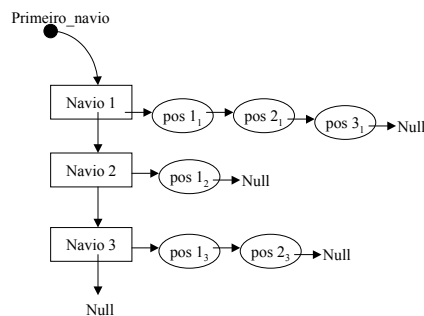 Primeiro_navio
Navio 1 pos 1₁ pos 2₁ pos 3₁ Null
Navio 2 pos 1₂ Null
Navio 3 pos 1₃ pos 2₃ Null
Null